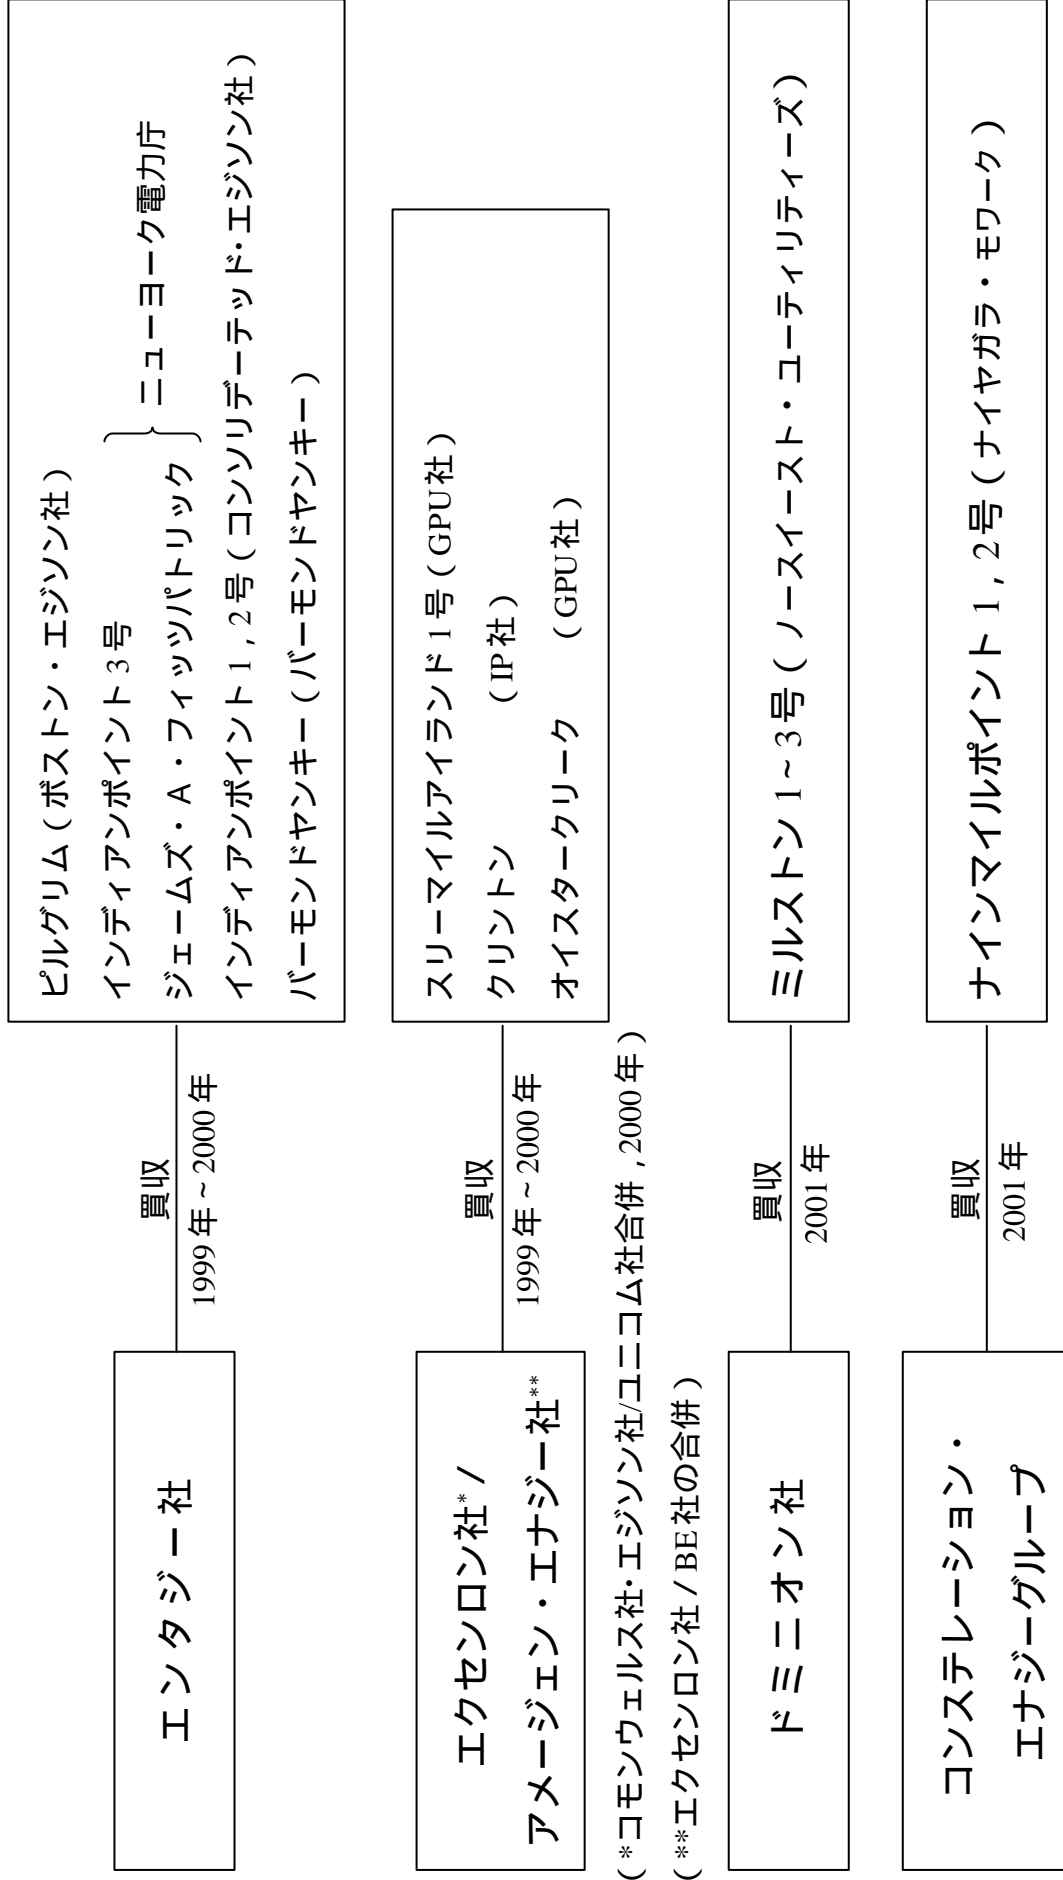 エンタジー社
買収
1999年~2000年
ピルグリム(ボストン・エジソン社)
インディアンポイント3号
ジェームズ・A・フィッツパトリック
ニューヨーク電力庁
インディアンポイント1,2号(コンソリデーテッド・エジソン社)
バーモンドヤンキー(バーモンドヤンキー)
エクセンロン社* /
アメージェン・エナジー社**
買収
1999年~2000年
スリーマイルアイランド1号(GPU社)
クリントン (IP社)
オイスタークリーク (GPU社)
(*コモンウェルス社・エジソン社/ユニコム社合併,2000年)
(**エクセンロン社/BE社の合併)
ドミニオン社
買収
2001年
ミルストン1~3号(ノースイースト・ユーティリティーズ)
コンステレーション・
エナジーグループ
買収
2001年
ナインマイルポイント1,2号(ナイヤガラ・モワーク)